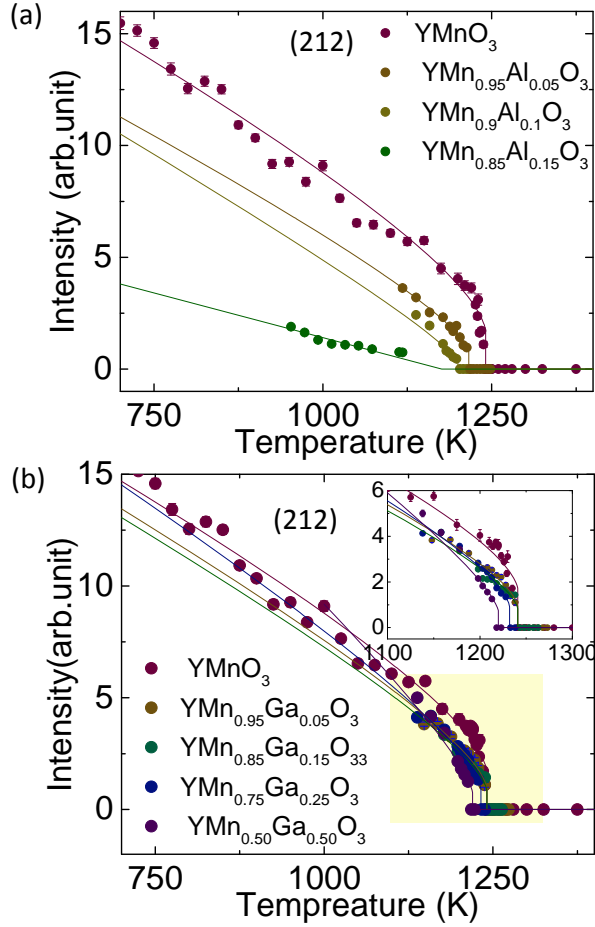 (a)
(212)
YMnO₃
YMn₀.₉₅Al₀.₀₅O₃
YMn₀.₉Al₀.₁O₃
YMn₀.₈₅Al₀.₁₅O₃
Intensity (arb.unit)
15
10
5
0
750 1000 1250
Temperature (K)
(b)
(212)
Intensity(arb.unit)
15
10
5
0
6
4
2
0
1100 1200 1300
YMnO₃
YMn₀.₉₅Ga₀.₀₅O₃
YMn₀.₈₅Ga₀.₁₅O₃₃
YMn₀.₇₅Ga₀.₂₅O₃
YMn₀.₅₀Ga₀.₅₀O₃
750 1000 1250
Tempreature (K)